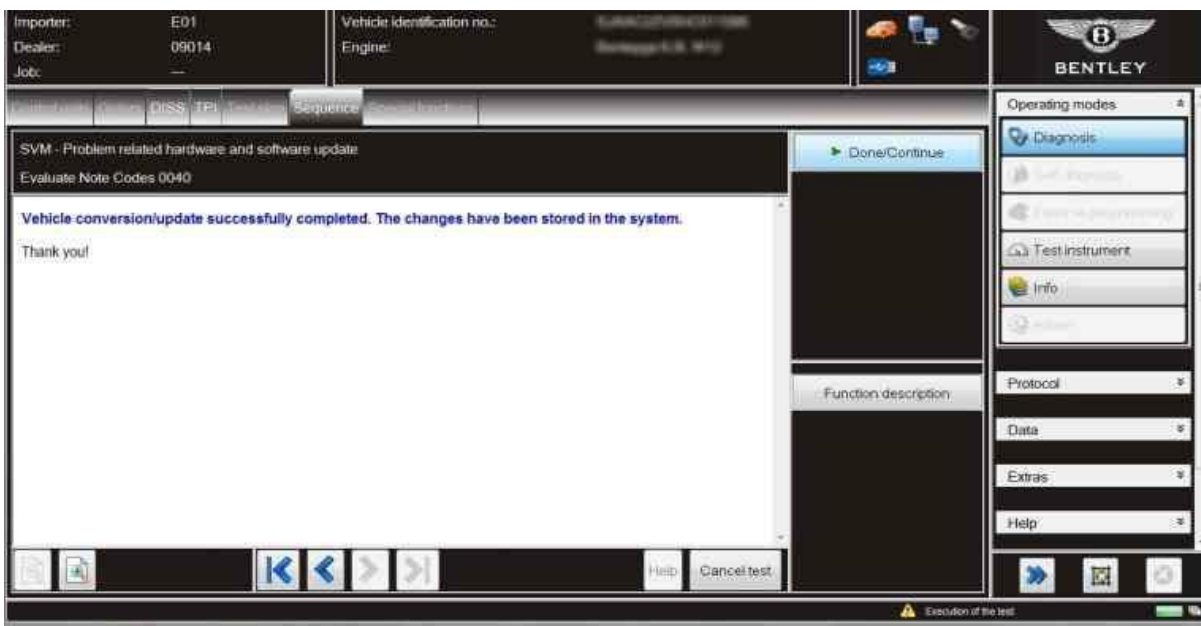 Importer: E01 Vehicle identification no.:
Dealer: 09014 Engine:
Job: ---
BENTLEY
DISS TPI Sequence
Operating modes
SVM - Problem related hardware and software update
Evaluate Note Codes 0040
Done/Continue
Diagnosis
Vehicle conversion/update successfully completed. The changes have been stored in the system.
Thank you!
Test instrument
Info
Function description
Protocol
Data
Extras
Help
Help Cancel test
Execution of the test